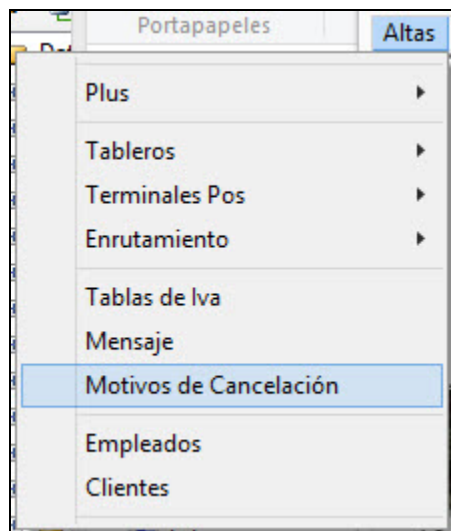 Portapapeles
Altas
Plus
Tableros
Terminales Pos
Enrutamiento
Tablas de Iva
Mensaje
Motivos de Cancelación
Empleados
Clientes